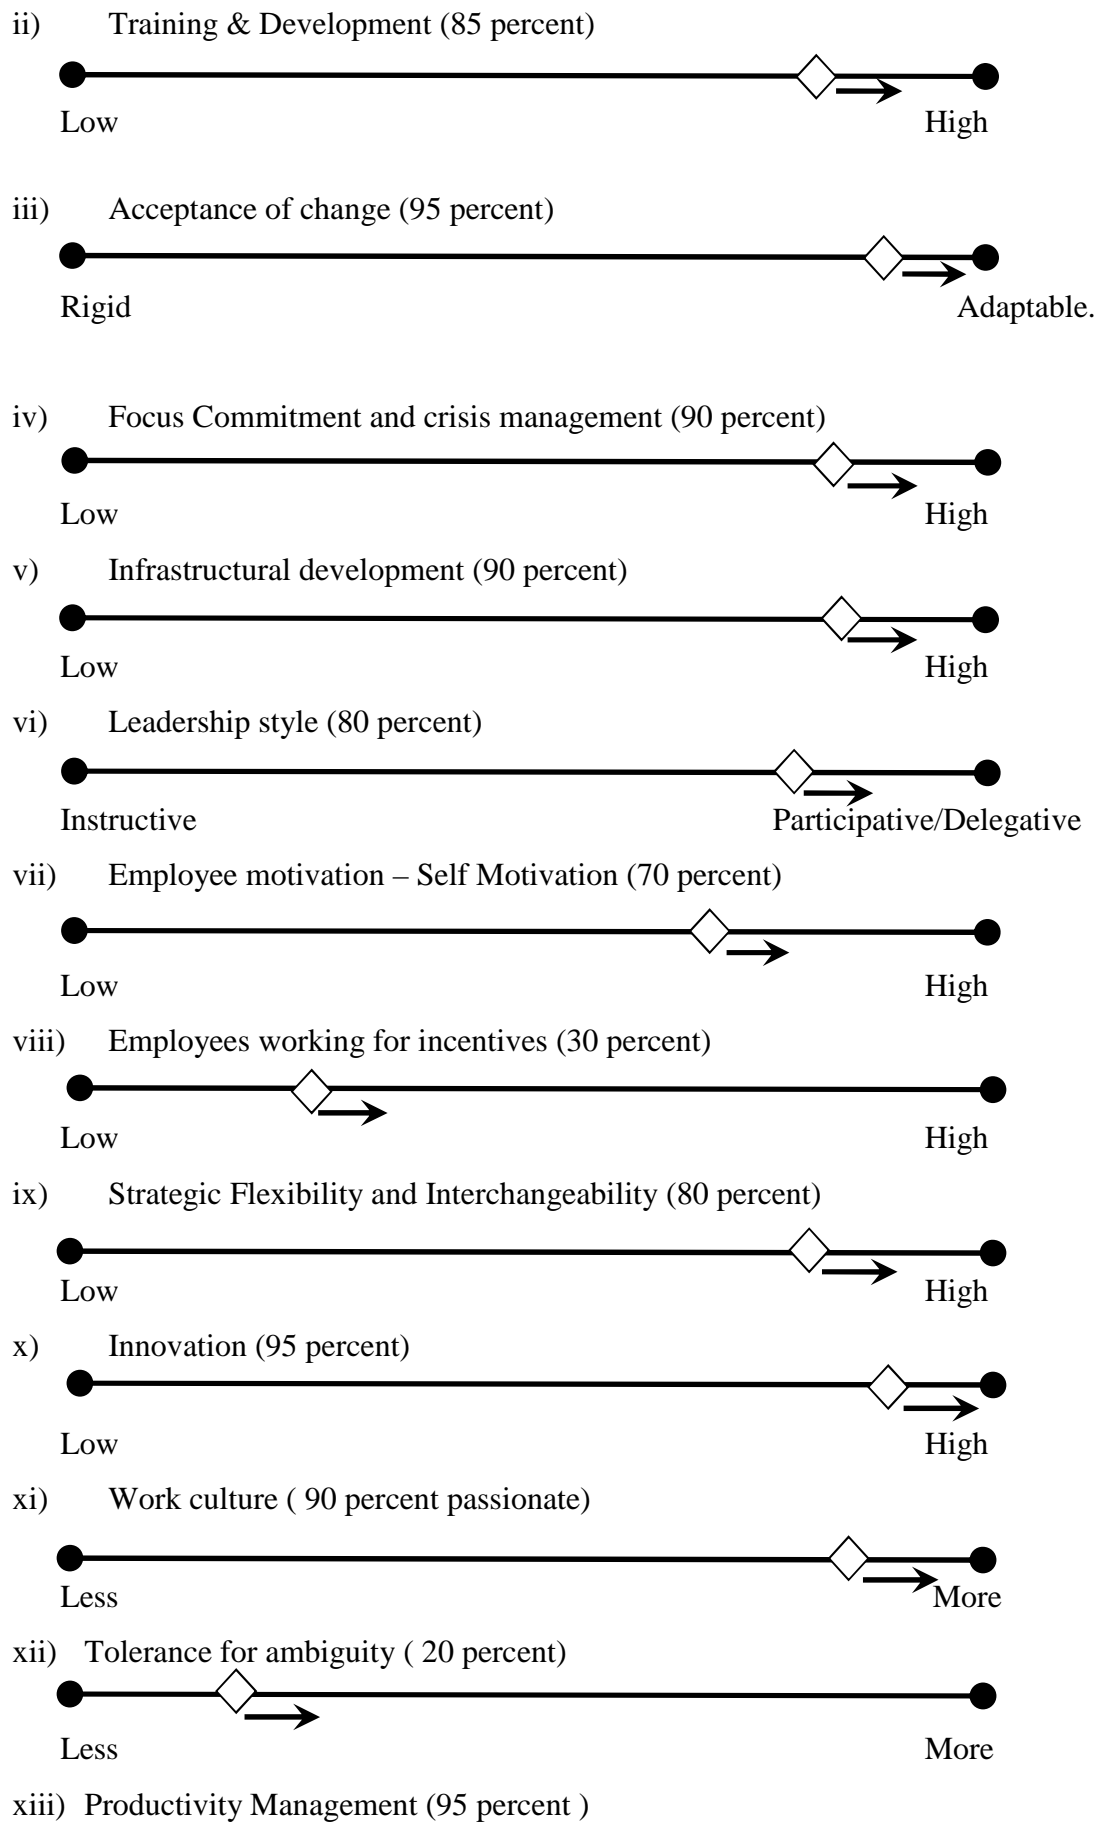 ii) Training & Development (85 percent)
Low High
iii) Acceptance of change (95 percent)
Rigid Adaptable.
iv) Focus Commitment and crisis management (90 percent)
Low High
v) Infrastructural development (90 percent)
Low High
vi) Leadership style (80 percent)
Instructive Participative/Delegative
vii) Employee motivation – Self Motivation (70 percent)
Low High
viii) Employees working for incentives (30 percent)
Low High
ix) Strategic Flexibility and Interchangeability (80 percent)
Low High
x) Innovation (95 percent)
Low High
xi) Work culture ( 90 percent passionate)
Less More
xii) Tolerance for ambiguity ( 20 percent)
Less More
xiii) Productivity Management (95 percent )